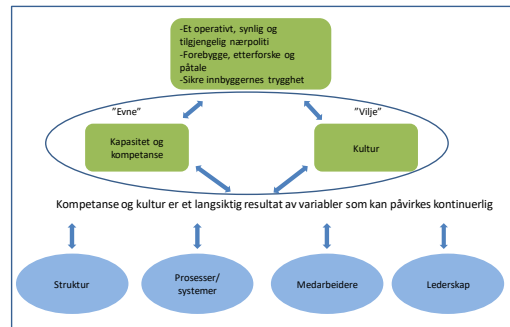 -Et operativt, synlig og
tilgjengelig nærpoliti
-Forebygge, etterforske og
påtale
-Sikre innbyggernes trygghet
”Evne”
”Vilje”
Kapasitet og
kompetanse
Kultur
Kompetanse og kultur er et langsiktig resultat av variabler som kan påvirkes kontinuerlig
Struktur
Prosesser/
systemer
Medarbeidere
Lederskap